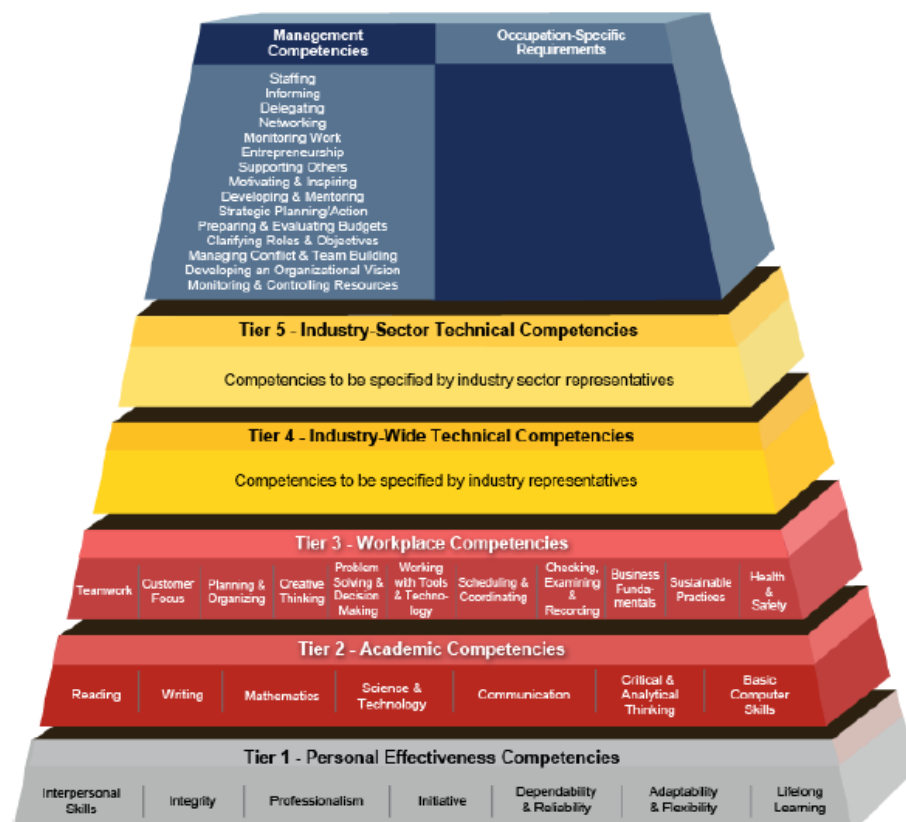 Management
Competencies
Occupation-Specific
Requirements
Staffing
Informing
Delegating
Networking
Monitoring Work
Entrepreneurship
Supporting Others
Motivating & Inspiring
Developing & Mentoring
Strategic Planning/Action
Preparing & Evaluating Budgets
Clarifying Roles & Objectives
Managing Conflict & Team Building
Developing an Organizational Vision
Monitoring & Controlling Resources
Tier 5 - Industry-Sector Technical Competencies
Competencies to be specified by industry sector representatives
Tier 4 - Industry-Wide Technical Competencies
Competencies to be specified by industry representatives
Tier 3 - Workplace Competencies
Teamwork
Customer
Focus
Planning &
Organizing
Creative
Thinking
Problem
Solving &
Decision
Making
Working
with Tools
& Techno-
logy
Scheduling &
Coordinating
Checking,
Examining
&
Recording
Business
Funda-
mentals
Sustainable
Practices
Health
&
Safety
Tier 2 - Academic Competencies
Reading
Writing
Mathematics
Science &
Technology
Communication
Critical &
Analytical
Thinking
Basic
Computer
Skills
Tier 1 - Personal Effectiveness Competencies
Interpersonal
Skills
Integrity
Professionalism
Initiative
Dependability
& Reliability
Adaptability
& Flexibility
Lifelong
Learning